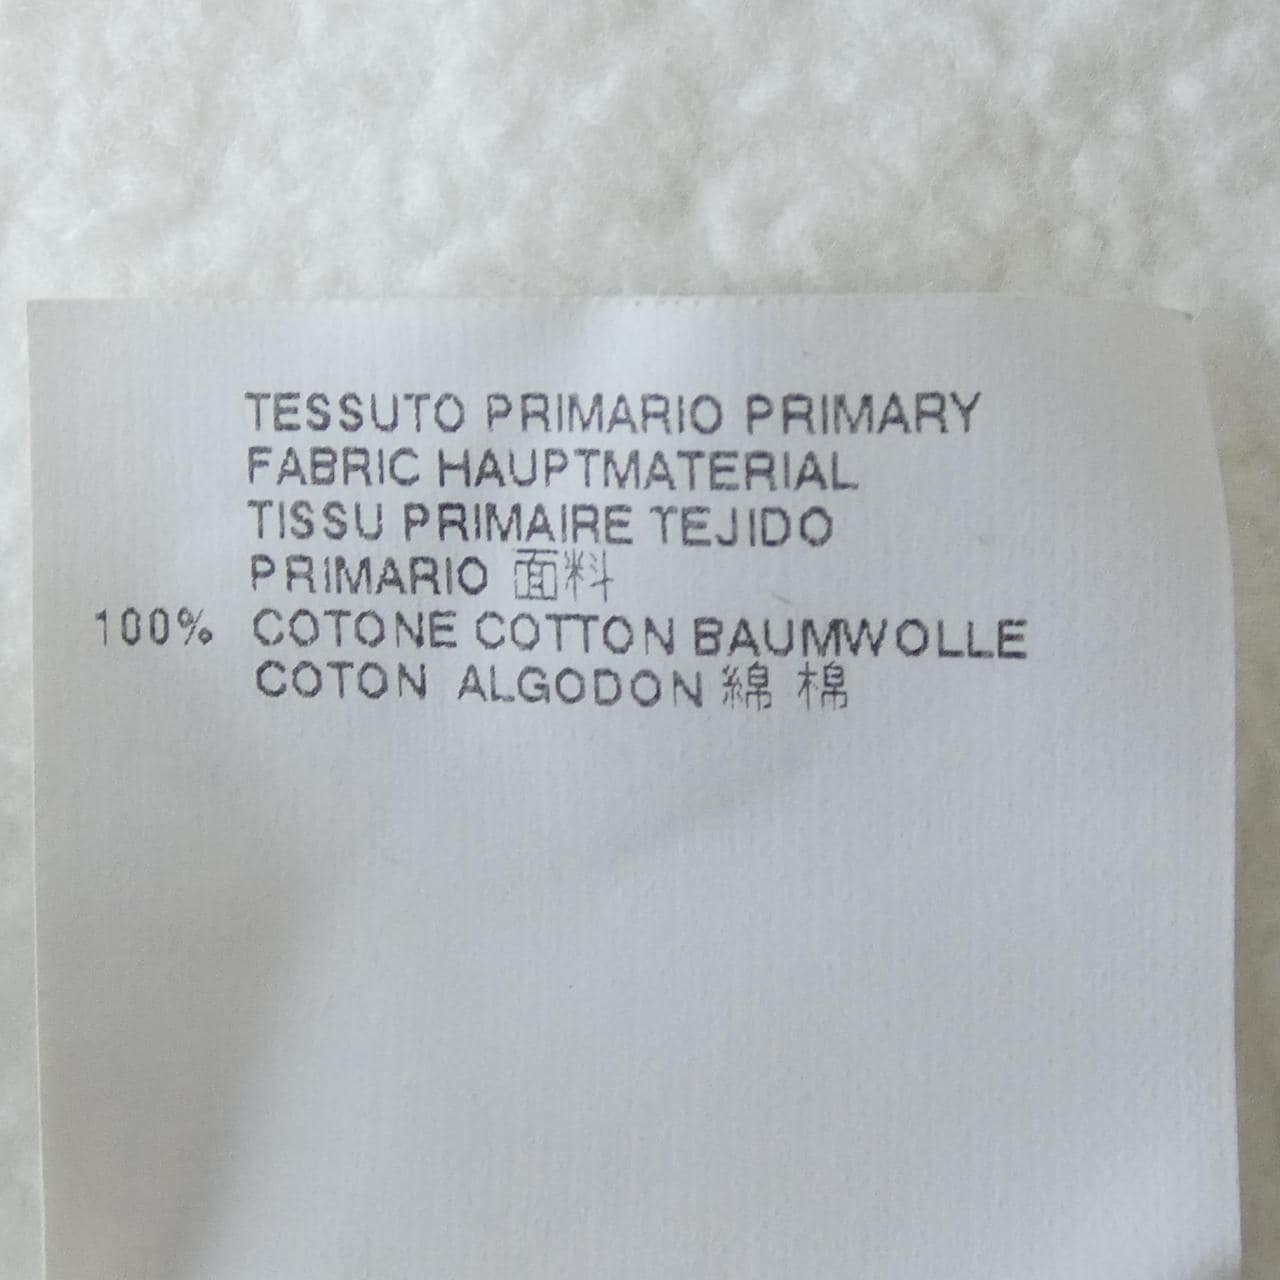 TESSUTO PRIMARIO PRIMARY
FABRIC HAUPTMATERIAL
TISSU PRIMAIRE TEJIDO
PRIMARIO 面料
100% COTONE COTTON BAUMWOLLE
COTON ALGODON 綿 棉